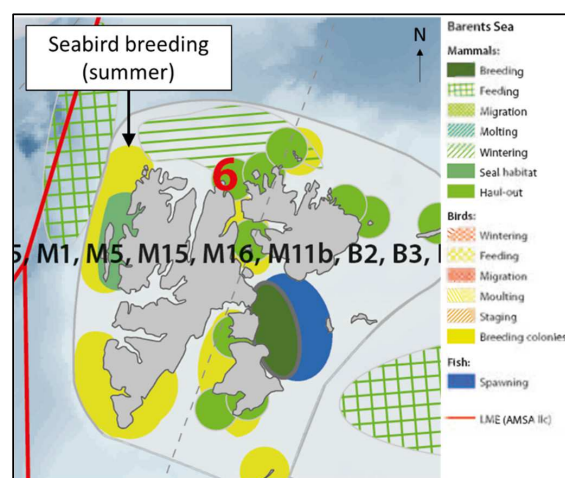 Seabird breeding
(summer)
N
6
5, M1, M5, M15, M16, M11b, B2, B3,
Barents Sea
Mammals:
Breeding
Feeding
Migration
Molting
Wintering
Seal habitat
Haul-out
Birds:
Wintering
Feeding
Migration
Moulting
Staging
Breeding colonies
Fish:
Spawning
LME (AMSA IIc)